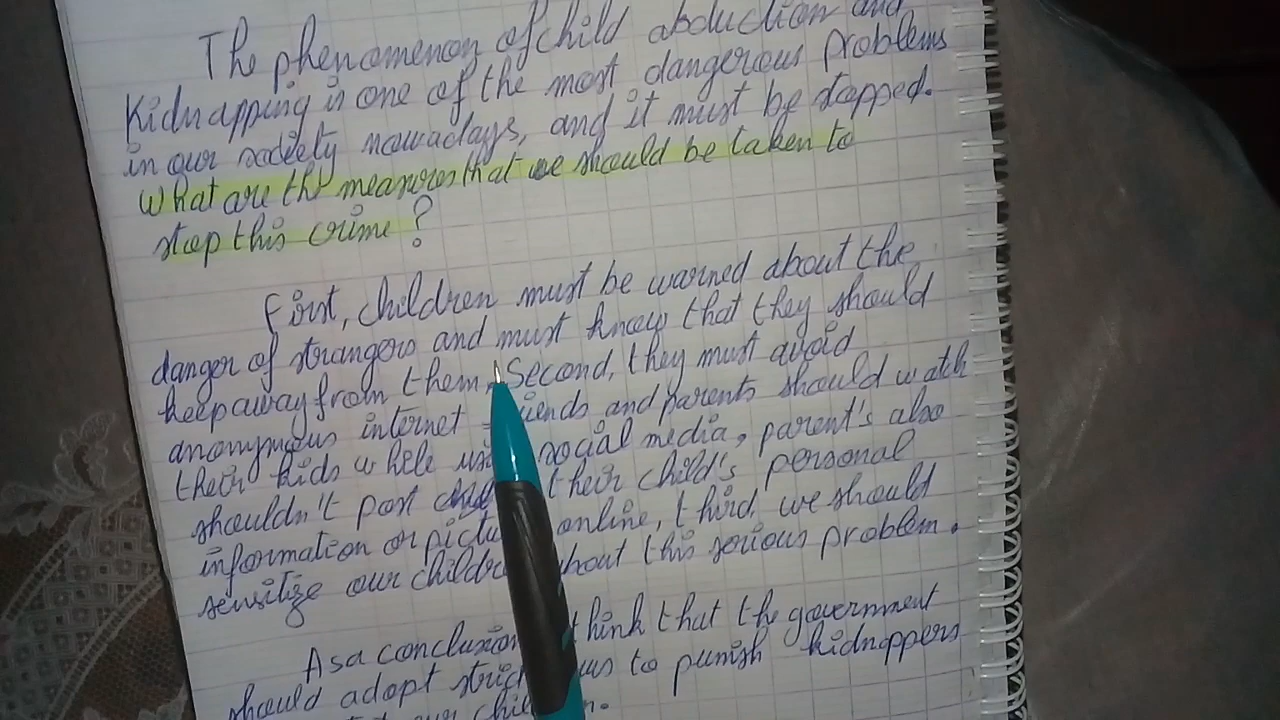 The phenomenon of child abduction and
Kidnapping is one of the most dangerous problems
in our society nowadays, and it must be stopped.
What are the measures that we should be taken to
stop this crime ?
First, children must be warned about the
danger of strangers and must know that they should
keep away from them. Second, they must avoid
anonymous internet and parents should watch
their kids while social media, parent's also
shouldn't post their child's personal
information or online, third, we should
sensitize our about this serious problem.
As a conclusion think that the government
should adopt to punish kidnappers
our